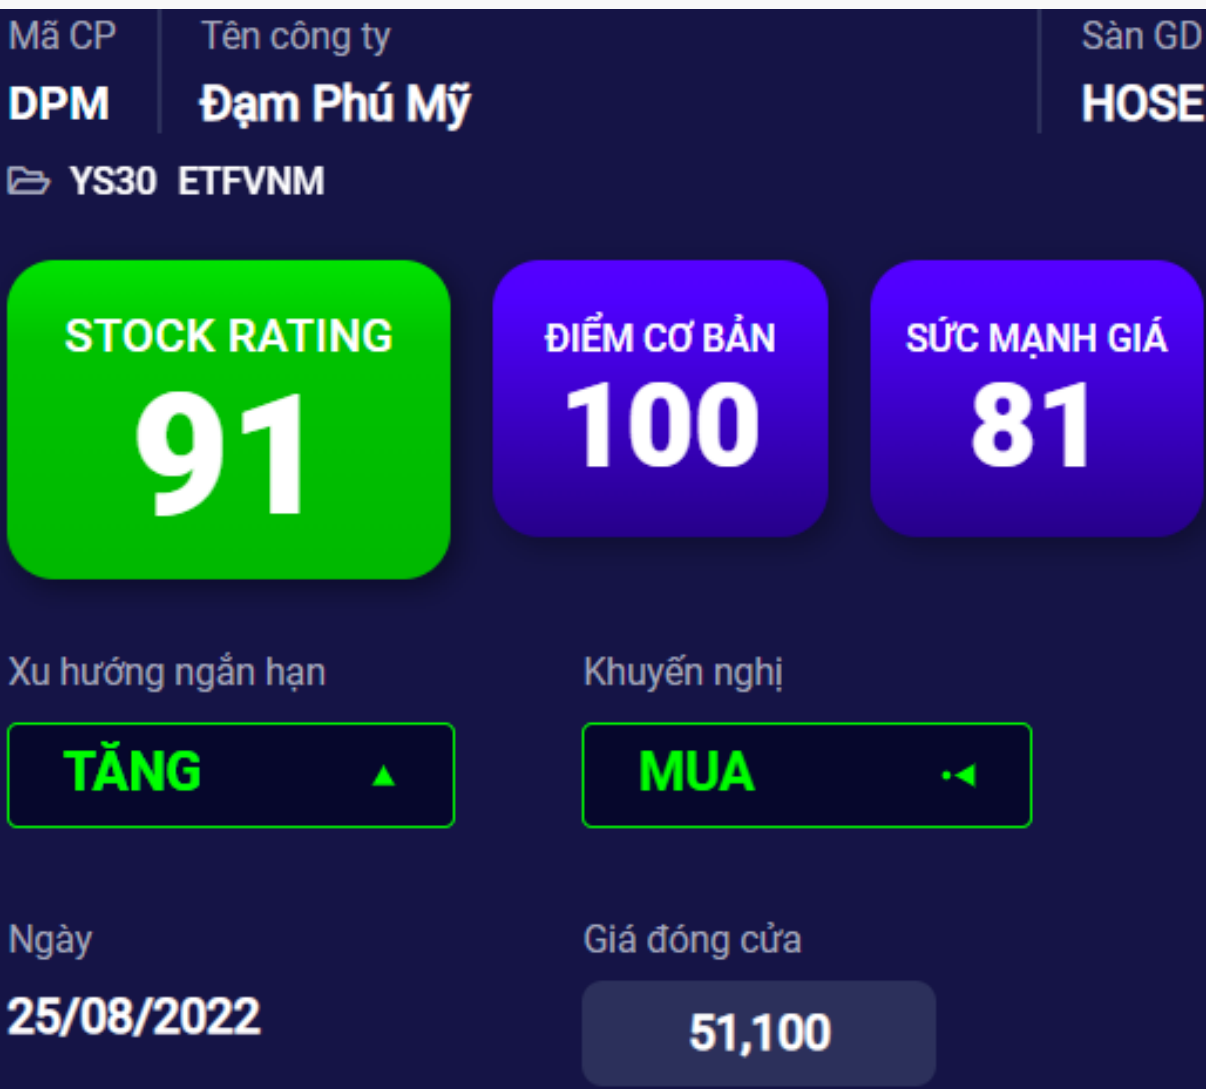 Mã CP Tên công ty Sàn GD
DPM Đạm Phú Mỹ HOSE
YS30 ETFVNM
STOCK RATING ĐIỂM CƠ BẢN SỨC MẠNH GIÁ
91 100 81
Xu hướng ngắn hạn Khuyến nghị
TĂNG MUA
Ngày Giá đóng cửa
25/08/2022 51,100